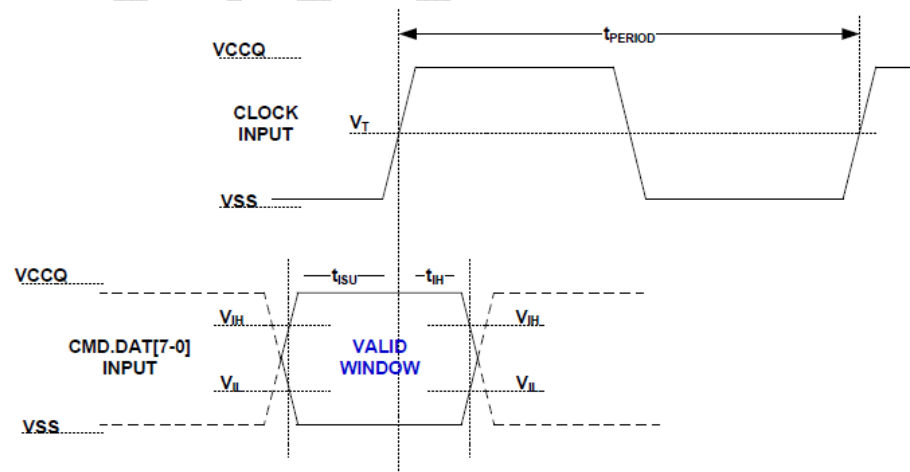 tPERIOD
VCCQ
CLOCK
INPUT
VT
VSS
VCCQ
tISU
tIH
VIH
VIH
CMD.DAT[7-0]
INPUT
VALID
WINDOW
VIL
VIL
VSS